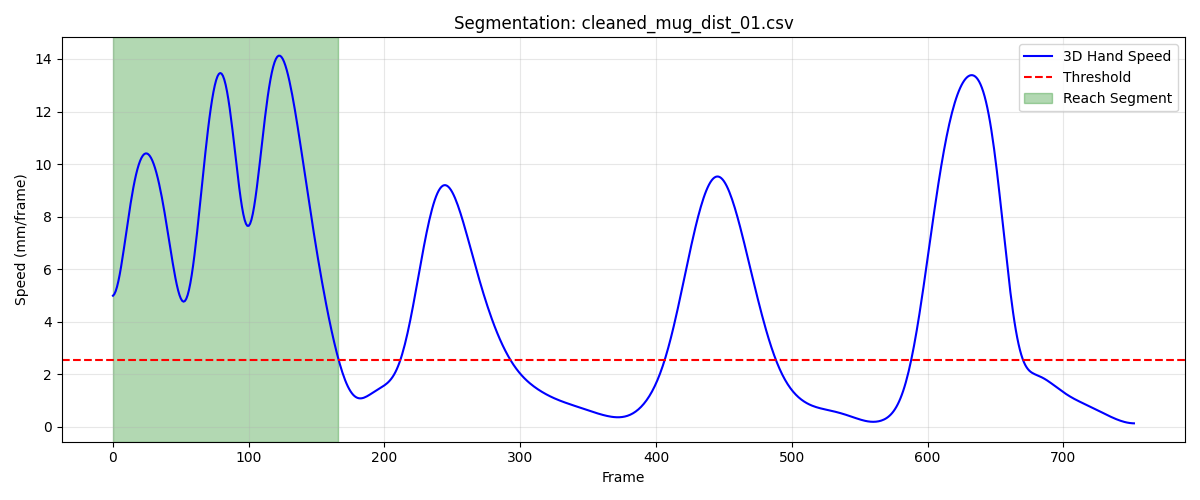 Segmentation: cleaned_mug_dist_01.csv
3D Hand Speed
Threshold
Reach Segment
Speed (mm/frame)
14
12
10
8
6
4
2
0
0 100 200 300 400 500 600 700
Frame